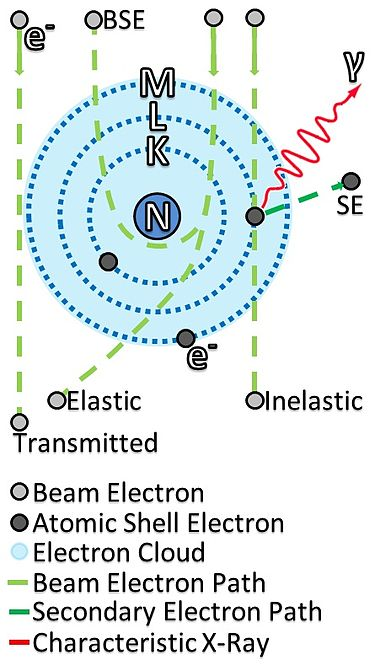 e-
BSE
M
L
K
γ
N
SE
e-
Elastic
Inelastic
Transmitted
Beam Electron
Atomic Shell Electron
Electron Cloud
Beam Electron Path
Secondary Electron Path
Characteristic X-Ray